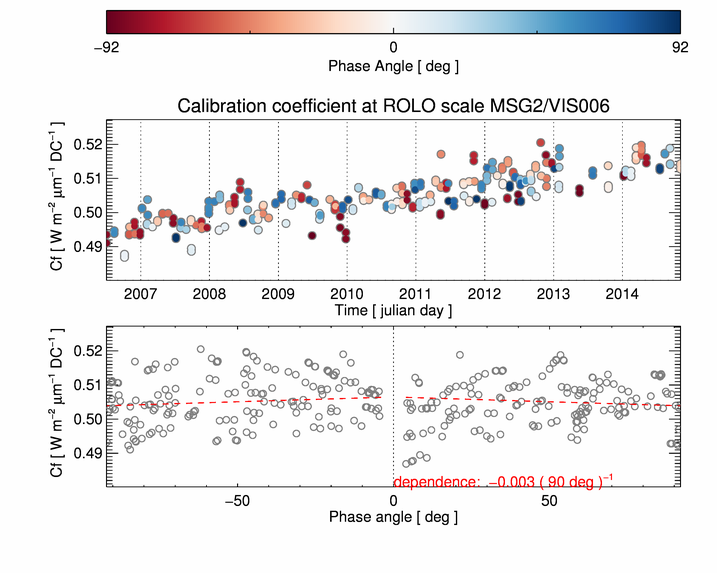 −92 0 92
Phase Angle [ deg ]
Calibration coefficient at ROLO scale MSG2/VIS006
Cf [ W m⁻² μm⁻¹ DC⁻¹ ]
0.52
0.51
0.50
0.49
2007 2008 2009 2010 2011 2012 2013 2014
Time [ julian day ]
Cf [ W m⁻² μm⁻¹ DC⁻¹ ]
0.52
0.51
0.50
0.49
dependence: −0.003 ( 90 deg )⁻¹
−50 0 50
Phase angle [ deg ]